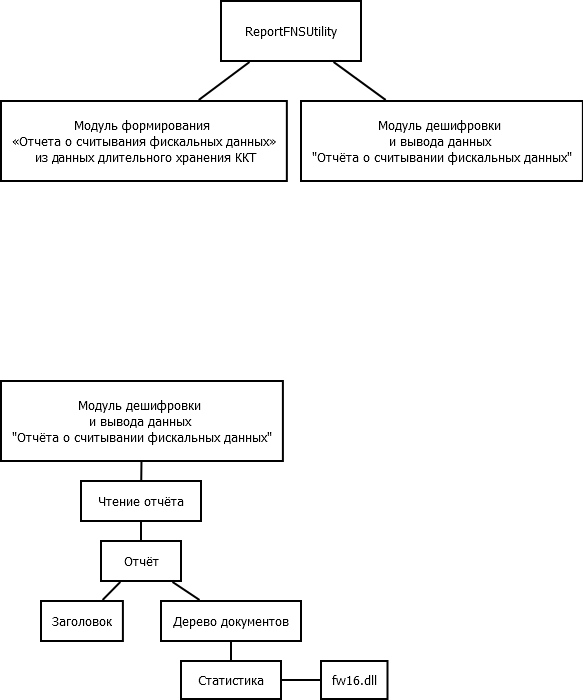 ReportFNSUtility
Модуль формирования
«Отчета о считывания фискальных данных»
из данных длительного хранения ККТ
Модуль дешифровки
и вывода данных
"Отчёта о считывании фискальных данных"
Модуль дешифровки
и вывода данных
"Отчёта о считывании фискальных данных"
Чтение отчёта
Отчёт
Заголовок
Дерево документов
Статистика
fw16.dll